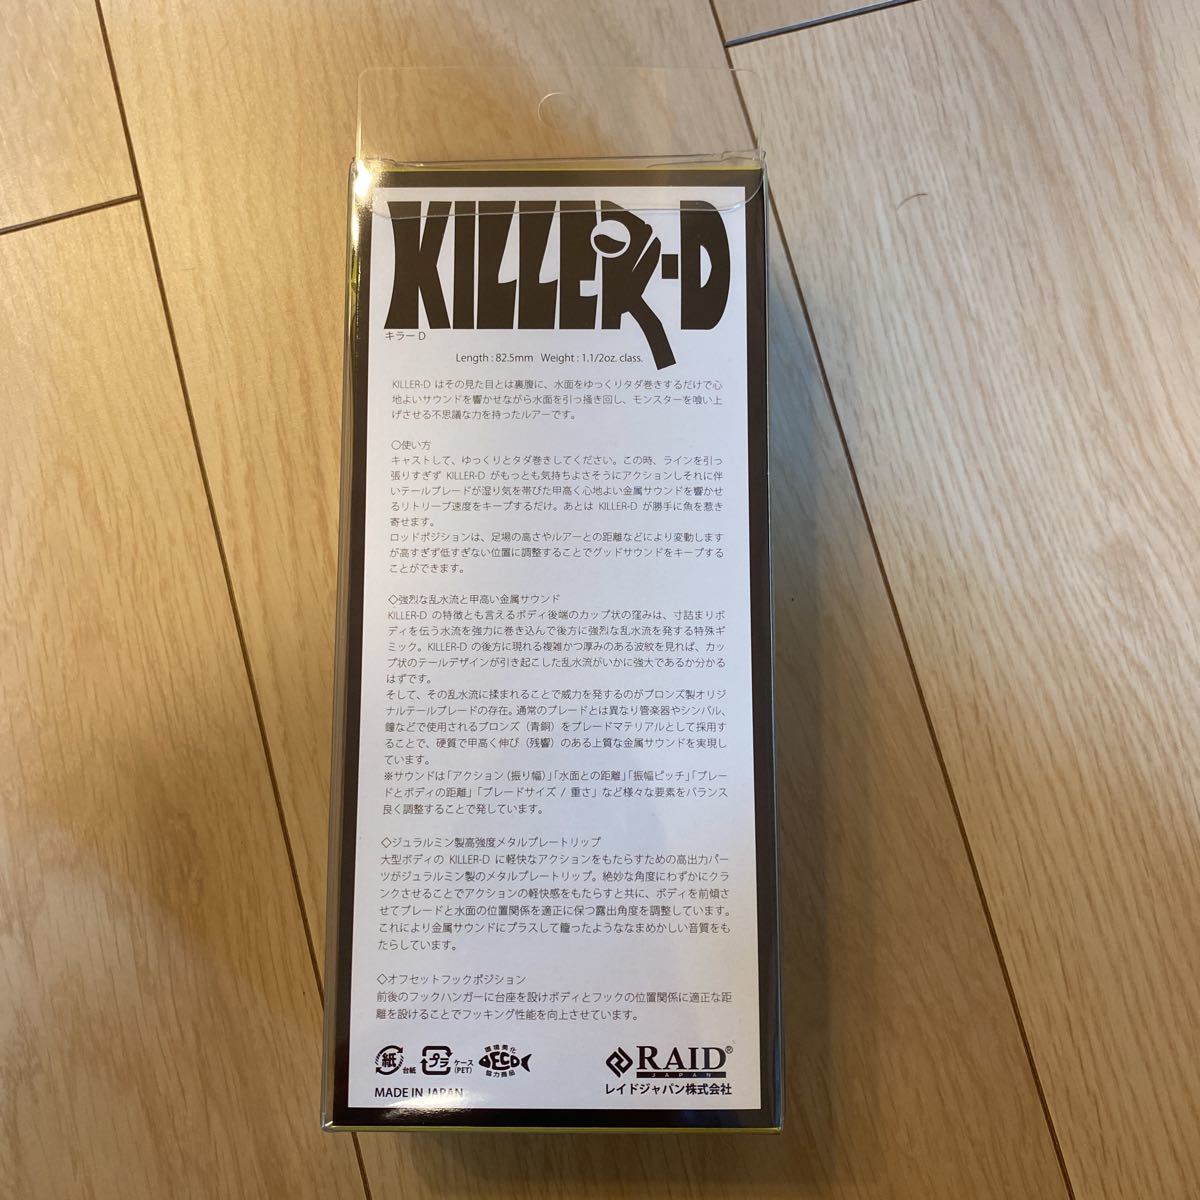 KILLER-D
キラー D
Length : 82.5mm Weight : 1.1/2oz. class.
KILLER-D はその見た目とは裏腹に、水面をゆっくりタダ巻きするだけで心
地よいサウンドを響かせながら水面を引っ掻き回し、モンスターを喰い上
げさせる不思議な力を持ったルアーです。
○使い方
キャストして、ゆっくりとタダ巻きしてください。この時、ラインを引っ
張りすぎず KILLER-D がもっとも気持ちよさそうにアクションしそれに伴
いテールブレードが湿り気を帯びた甲高く心地よい金属サウンドを響かせ
るリトリーブ速度をキープするだけ。あとは KILLER-D が勝手に魚を惹き
寄せます。
ロッドポジションは、足場の高さやルアーとの距離などにより変動します
が高すぎず低すぎない位置に調整することでグッドサウンドをキープする
ことができます。
◇強烈な乱水流と甲高い金属サウンド
KILLER-D の特徴とも言えるボディ後端のカップ状の窪みは、寸詰まりボ
ディを伝う水流を強力に巻き込んで後方に強烈な乱水流を発する特殊ギ
ミック。KILLER-D の後方に現れる複雑かつ厚みのある波紋を見れば、カッ
プ状のテールデザインが引き起こした乱水流がいかに強大であるか分かる
はずです。
そして、その乱水流に揉まれることで威力を発するのがブロンズ製オリジ
ナルテールブレードの存在。通常のブレードとは異なり管楽器やシンバル、
鐘などで使用されるブロンズ（青銅）をブレードマテリアルとして採用す
ることで、硬質で甲高く伸び（残響）のある上質な金属サウンドを実現し
ています。
※サウンドは「アクション（振り幅）」「水面との距離」「振幅ピッチ」「ブレー
ドとボディの距離」「ブレードサイズ / 重さ」など様々な要素をバランス
良く調整することで発しています。
◇ジュラルミン製高強度メタルプレートリップ
大型ボディの KILLER-D に軽快なアクションをもたらすための高出力パー
ツがジュラルミン製のメタルプレートリップ。絶妙な角度にわずかにクラ
ンクさせることでアクションの軽快感をもたらすと共に、ボディを前傾さ
せてブレードと水面の位置関係を適正に保つ露出角度を調整しています。
これにより金属サウンドにプラスして籠ったようななまめかしい音質をも
たらしています。
◇オフセットフックポジション
前後のフックハンガーに台座を設けボディとフックの位置関係に適正な距
離を設けることでフッキング性能を向上させています。
紙 台紙 プラ ケース (PET) 環境美化 ECO 協力商品
RAID®
JAPAN
MADE IN JAPAN レイドジャパン株式会社